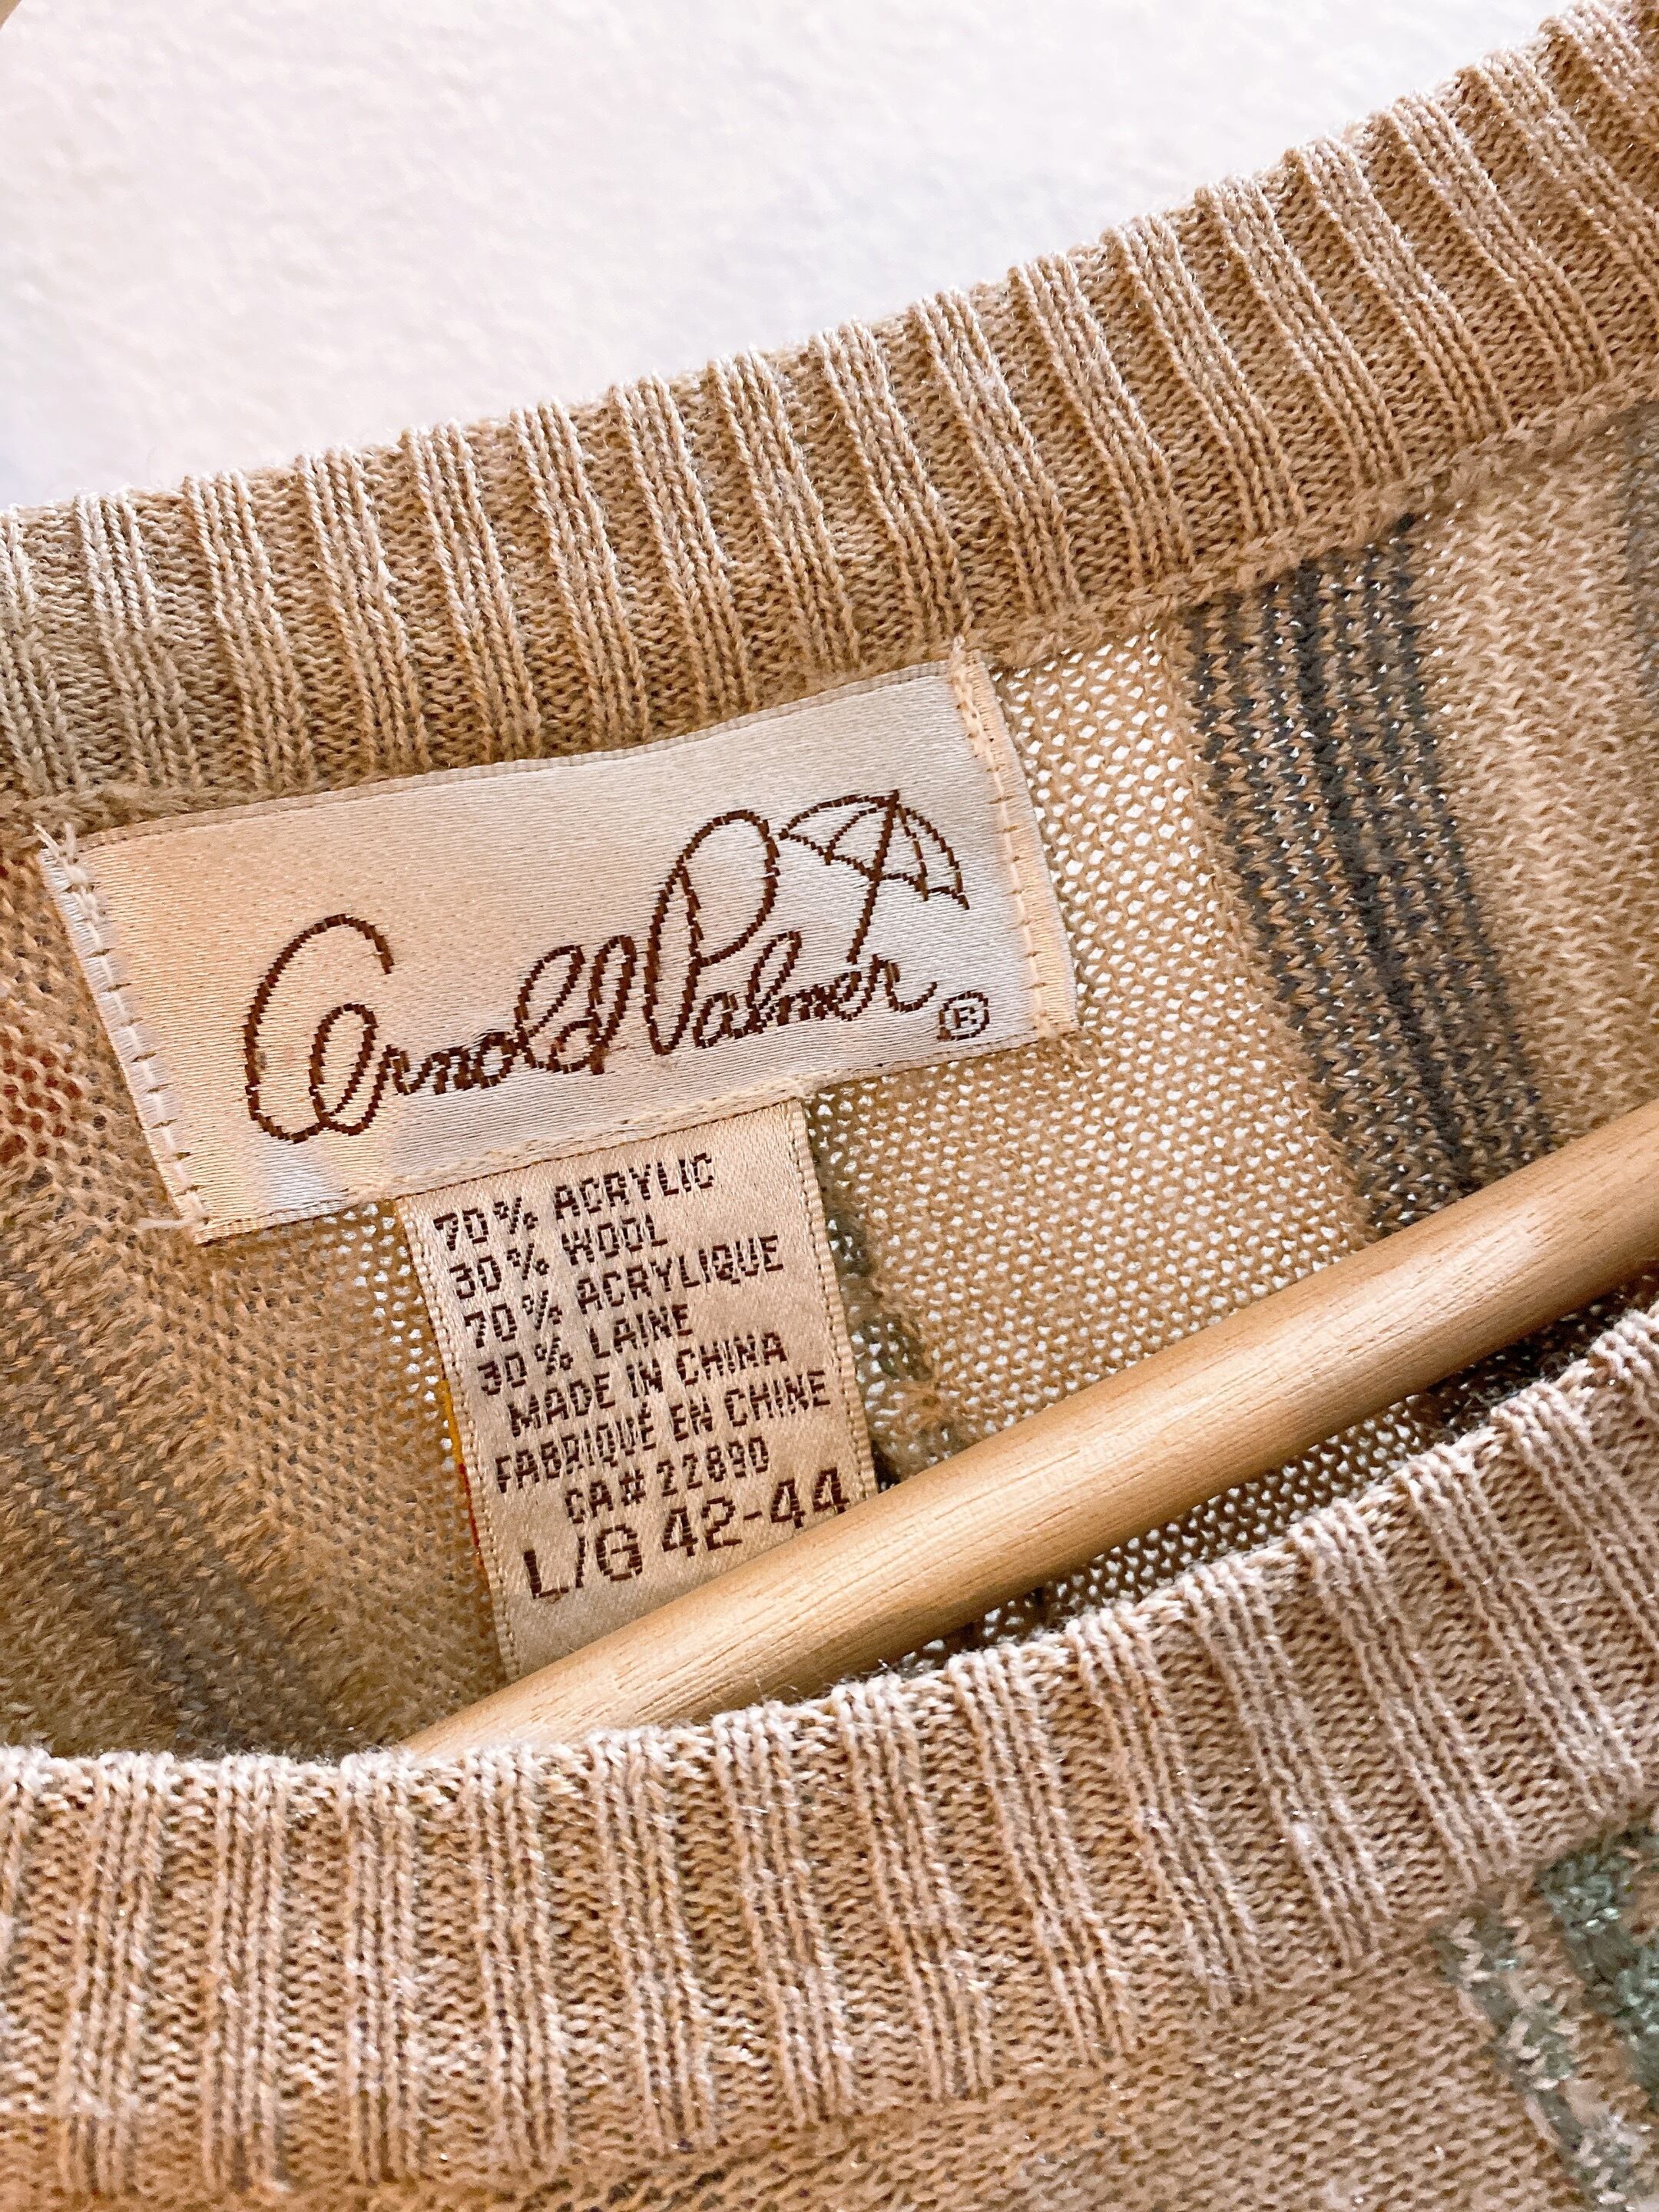 Arnold Palmer ®
70% ACRYLIC
30% WOOL
70% ACRYLIQUE
30% LAINE
MADE IN CHINA
FABRIQUÉ EN CHINE
CA# 22890
L/G 42-44